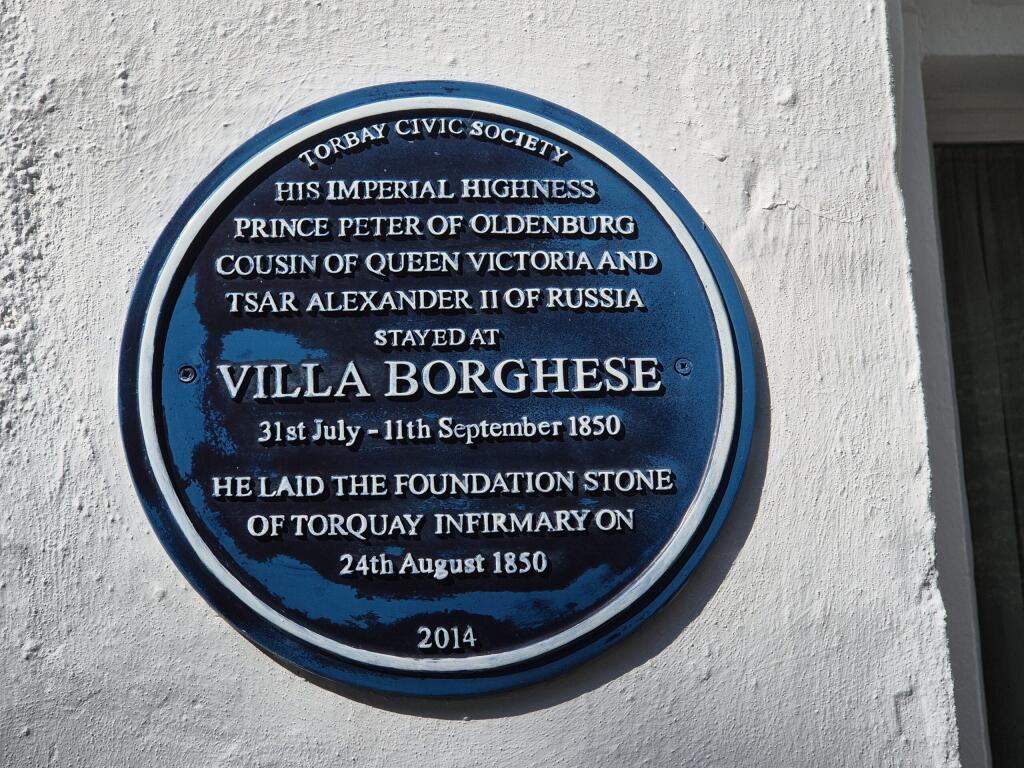 TORBAY CIVIC SOCIETY
HIS IMPERIAL HIGHNESS
PRINCE PETER OF OLDENBURG
COUSIN OF QUEEN VICTORIA AND
TSAR ALEXANDER II OF RUSSIA
STAYED AT
VILLA BORGHESE
31st July - 11th September 1850
HE LAID THE FOUNDATION STONE
OF TORQUAY INFIRMARY ON
24th August 1850
2014